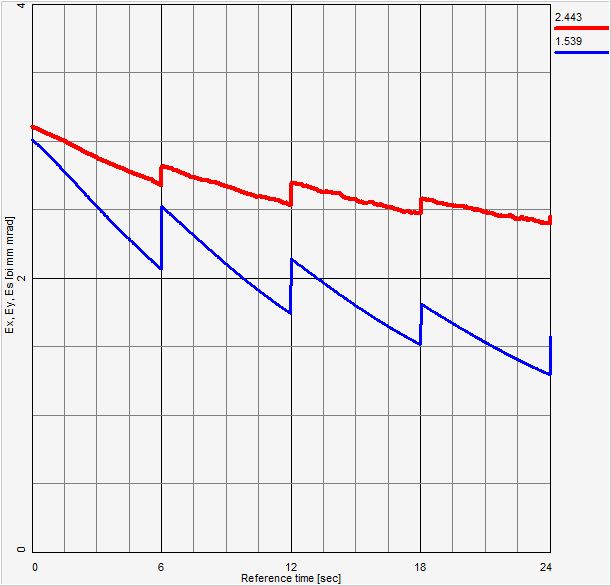 4
2.443
1.539
Ex, Ey, Es [pi mm mrad]
2
0
0 6 12 18 24
Reference time [sec]